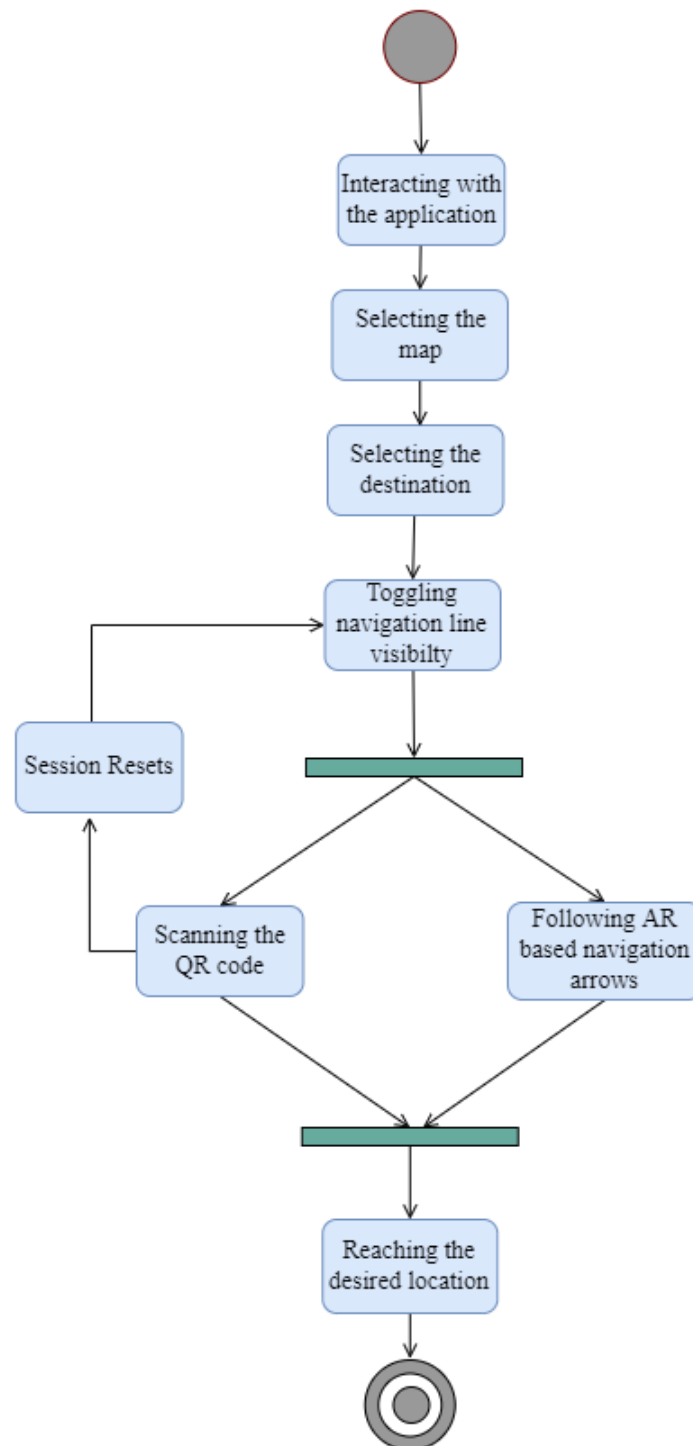 Interacting with
the application
Selecting the
map
Selecting the
destination
Toggling
navigation line
visibilty
Session Resets
Scanning the
QR code
Following AR
based navigation
arrows
Reaching the
desired location